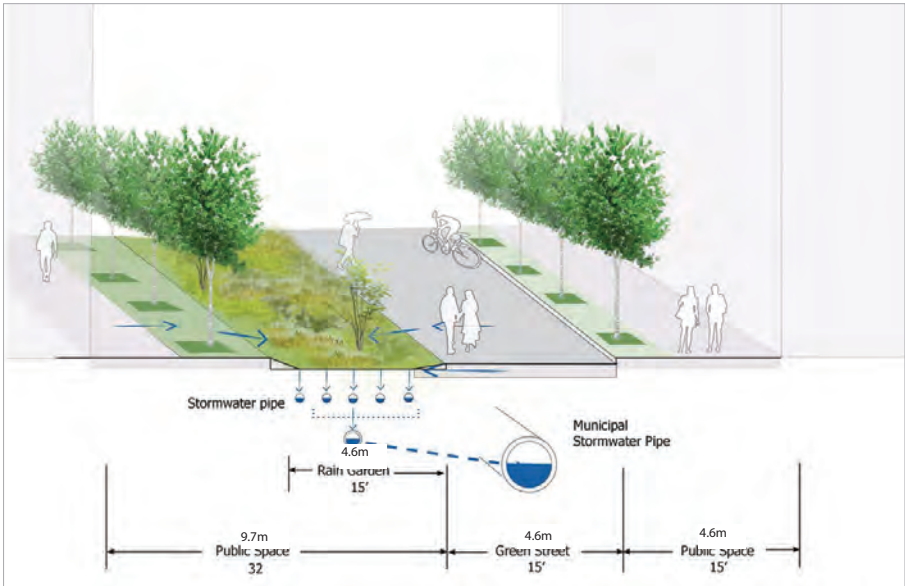 Stormwater pipe
Municipal
Stormwater Pipe
4.6m
Rain Garden
15'
9.7m
Public Space
32
4.6m
Green Street
15'
4.6m
Public Space
15'